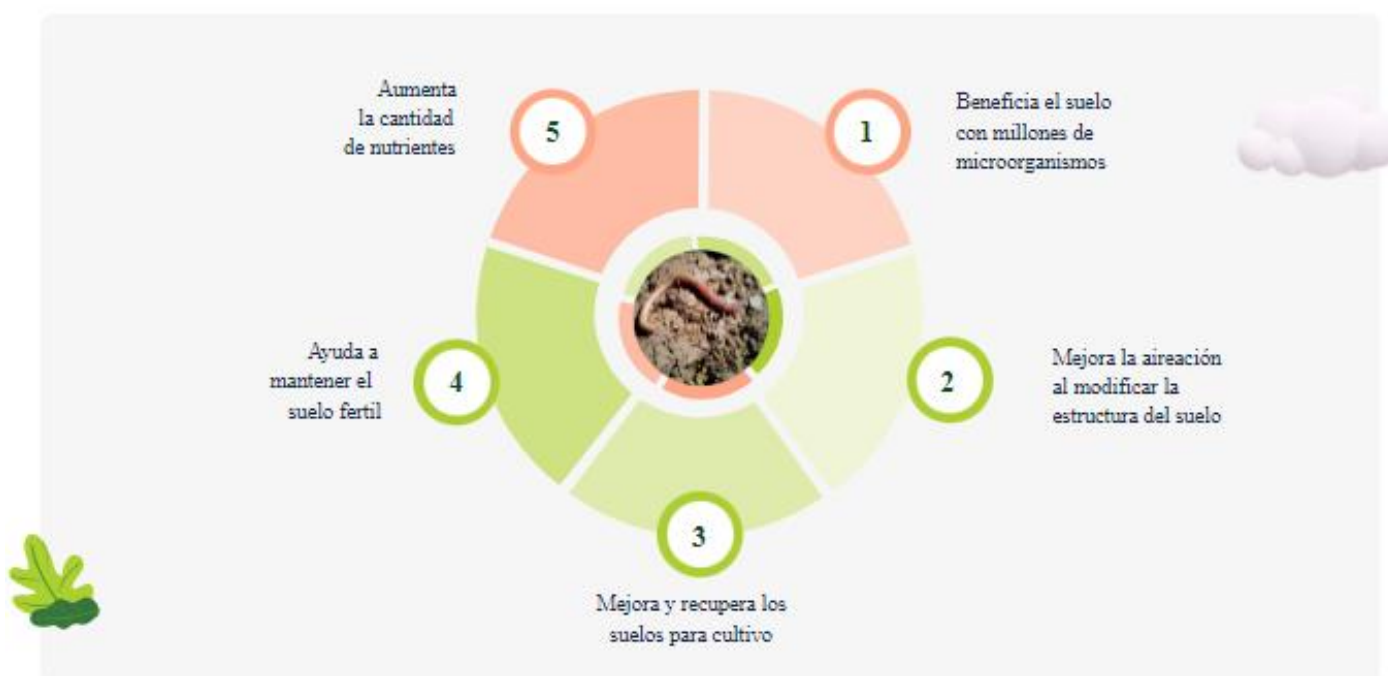 1
Beneficia el suelo
con millones de
microorganismos
2
Mejora la aireación
al modificar la
estructura del suelo
3
Mejora y recupera los
suelos para cultivo
4
Ayuda a
mantener el
suelo fertil
5
Aumenta
la cantidad
de nutrientes